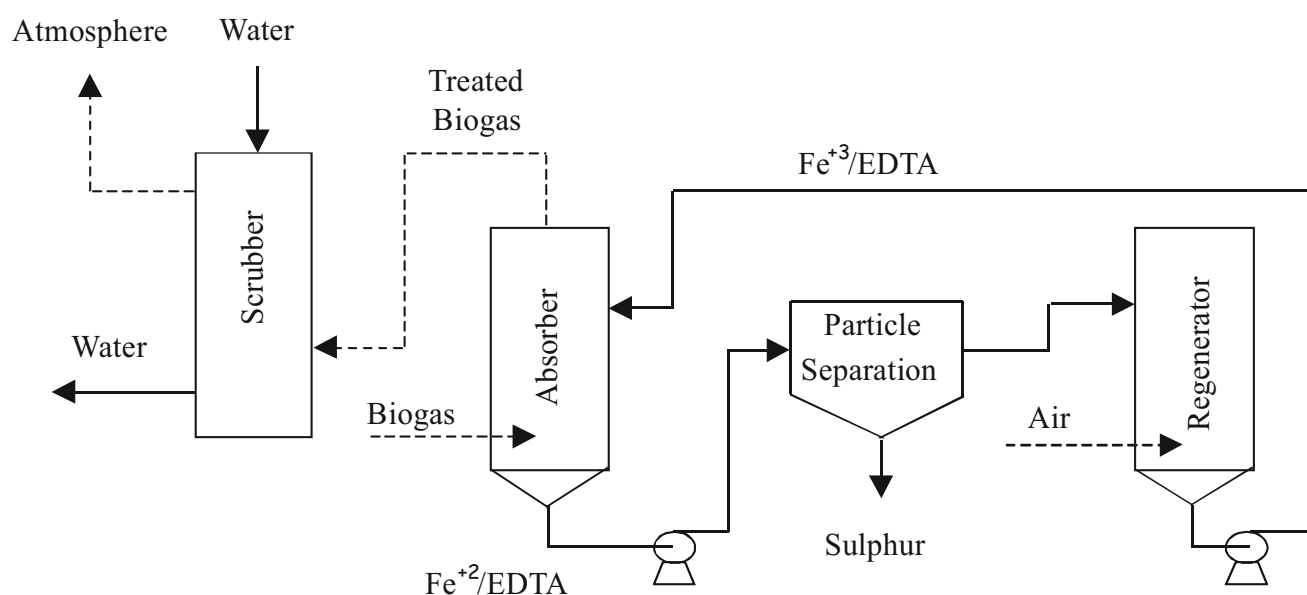 Atmosphere
Water
Treated
Biogas
Fe⁺³/EDTA
Scrubber
Absorber
Particle
Separation
Regenerator
Water
Biogas
Air
Sulphur
Fe⁺²/EDTA